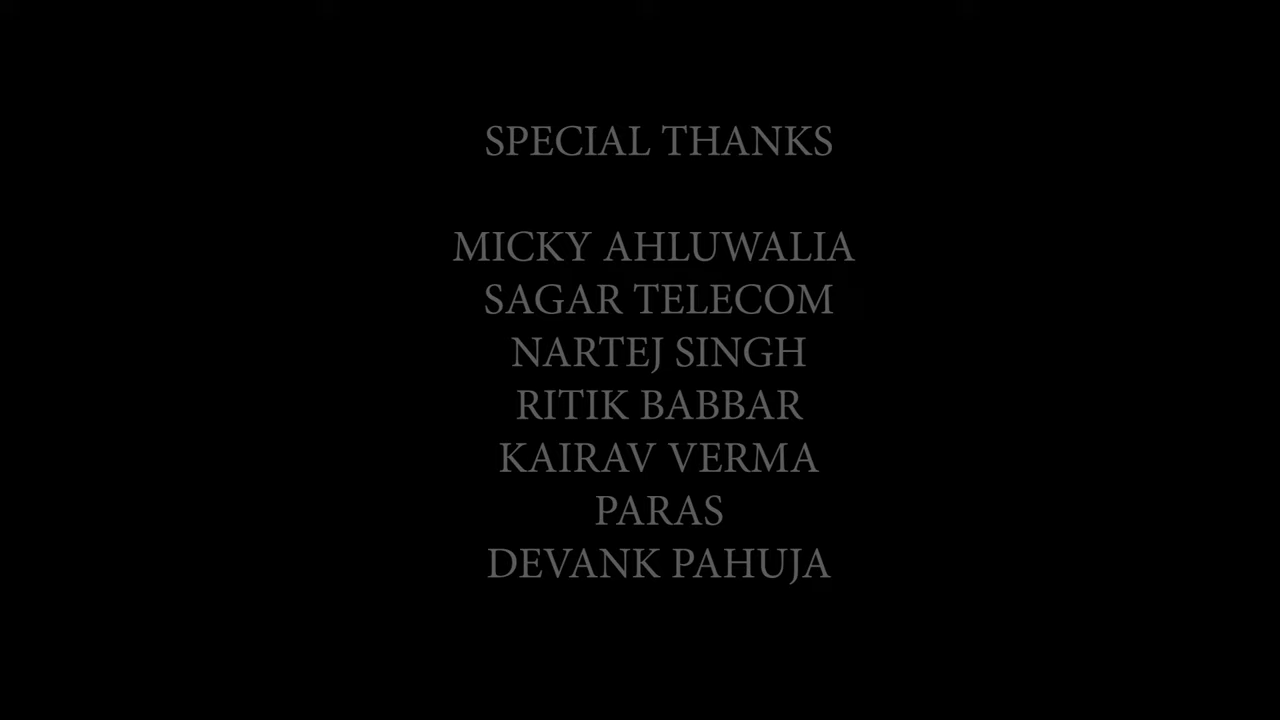 SPECIAL THANKS
MICKY AHLUWALIA
SAGAR TELECOM
NARTEJ SINGH
RITIK BABBAR
KAIRAV VERMA
PARAS
DEVANK PAHUJA